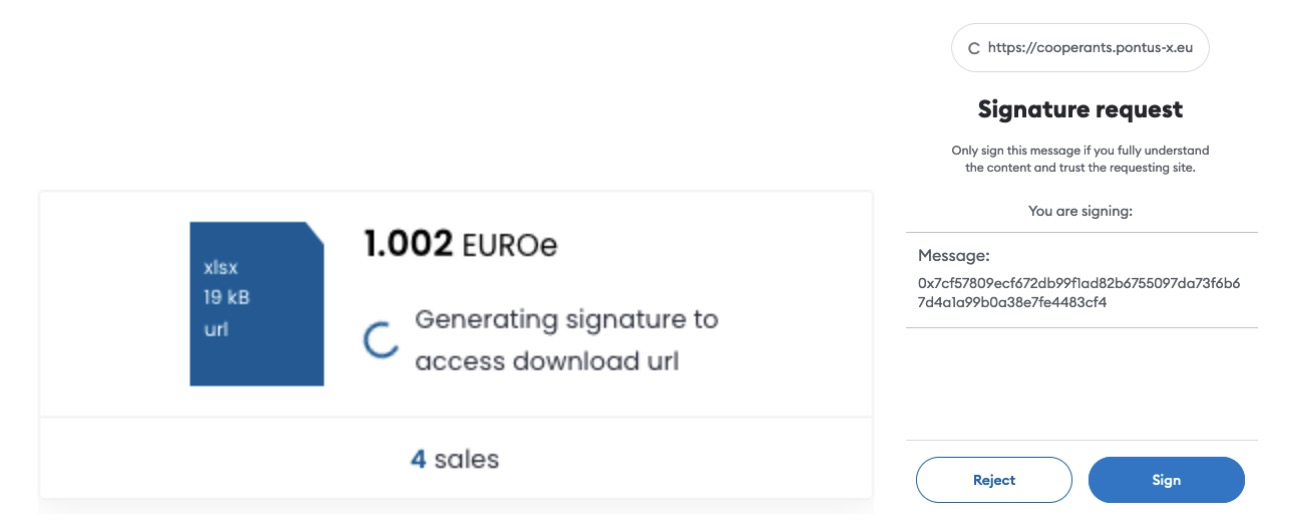 xlsx
19 kB
url
1.002 EUROe
Generating signature to
access download url
4 sales
https://cooperants.pontus-x.eu
Signature request
Only sign this message if you fully understand
the content and trust the requesting site.
You are signing:
Message:
0x7cf57809ecf672db99f1ad82b6755097da73f6b6
7d4a1a99b0a38e7fe4483cf4
Reject
Sign